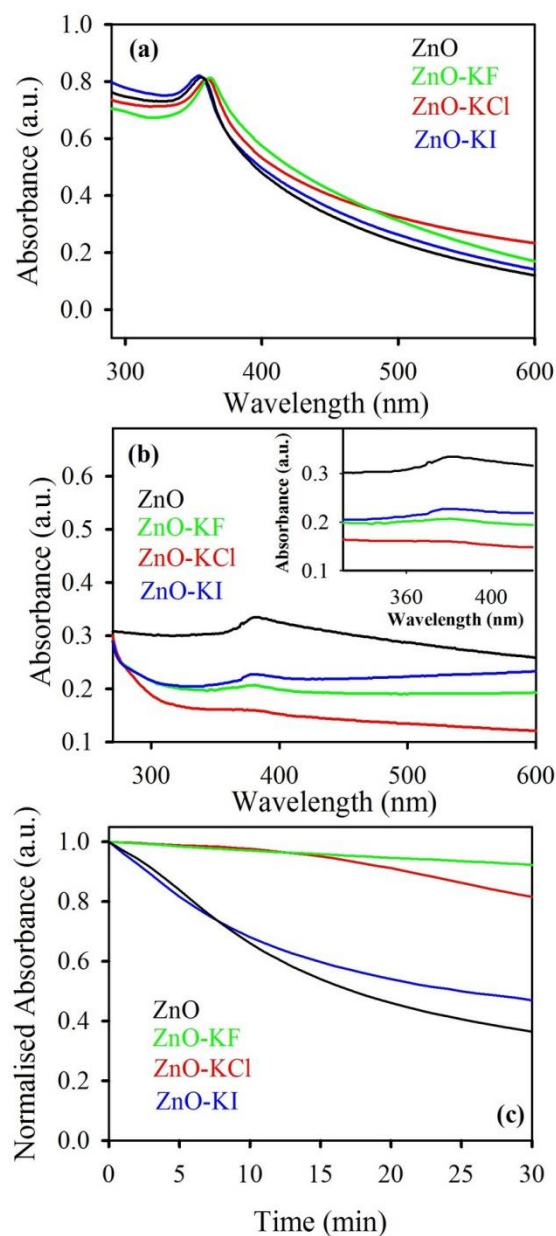 (a)
ZnO
ZnO-KF
ZnO-KCl
ZnO-KI
1.0
0.8
0.6
0.4
0.2
0.0
Absorbance (a.u.)
300 400 500 600
Wavelength (nm)
(b)
ZnO
ZnO-KF
ZnO-KCl
ZnO-KI
0.6
0.5
0.4
0.3
0.2
0.1
Absorbance (a.u.)
0.3
0.2
0.1
Absorbance (a.u.)
360 400
Wavelength (nm)
300 400 500 600
Wavelength (nm)
1.0
0.8
0.6
0.4
0.2
0.0
Normalised Absorbance (a.u.)
ZnO
ZnO-KF
ZnO-KCl
ZnO-KI
(c)
0 5 10 15 20 25 30
Time (min)